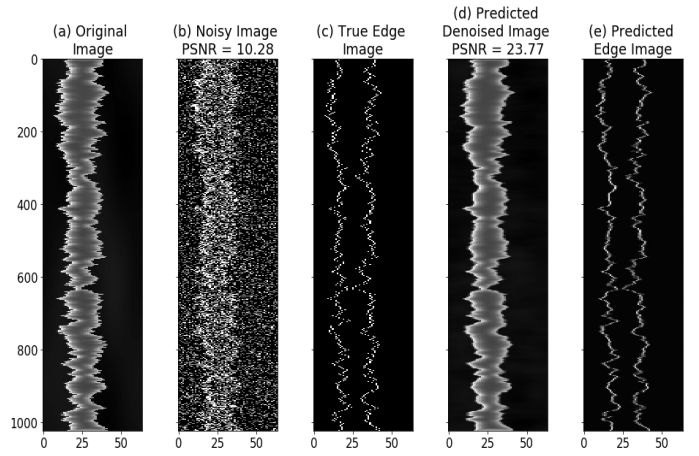 (a) Original
Image
(b) Noisy Image
PSNR = 10.28
(c) True Edge
Image
(d) Predicted
Denoised Image
PSNR = 23.77
(e) Predicted
Edge Image
0
200
400
600
800
1000
0 25 50
0 25 50
0 25 50
0 25 50
0 25 50